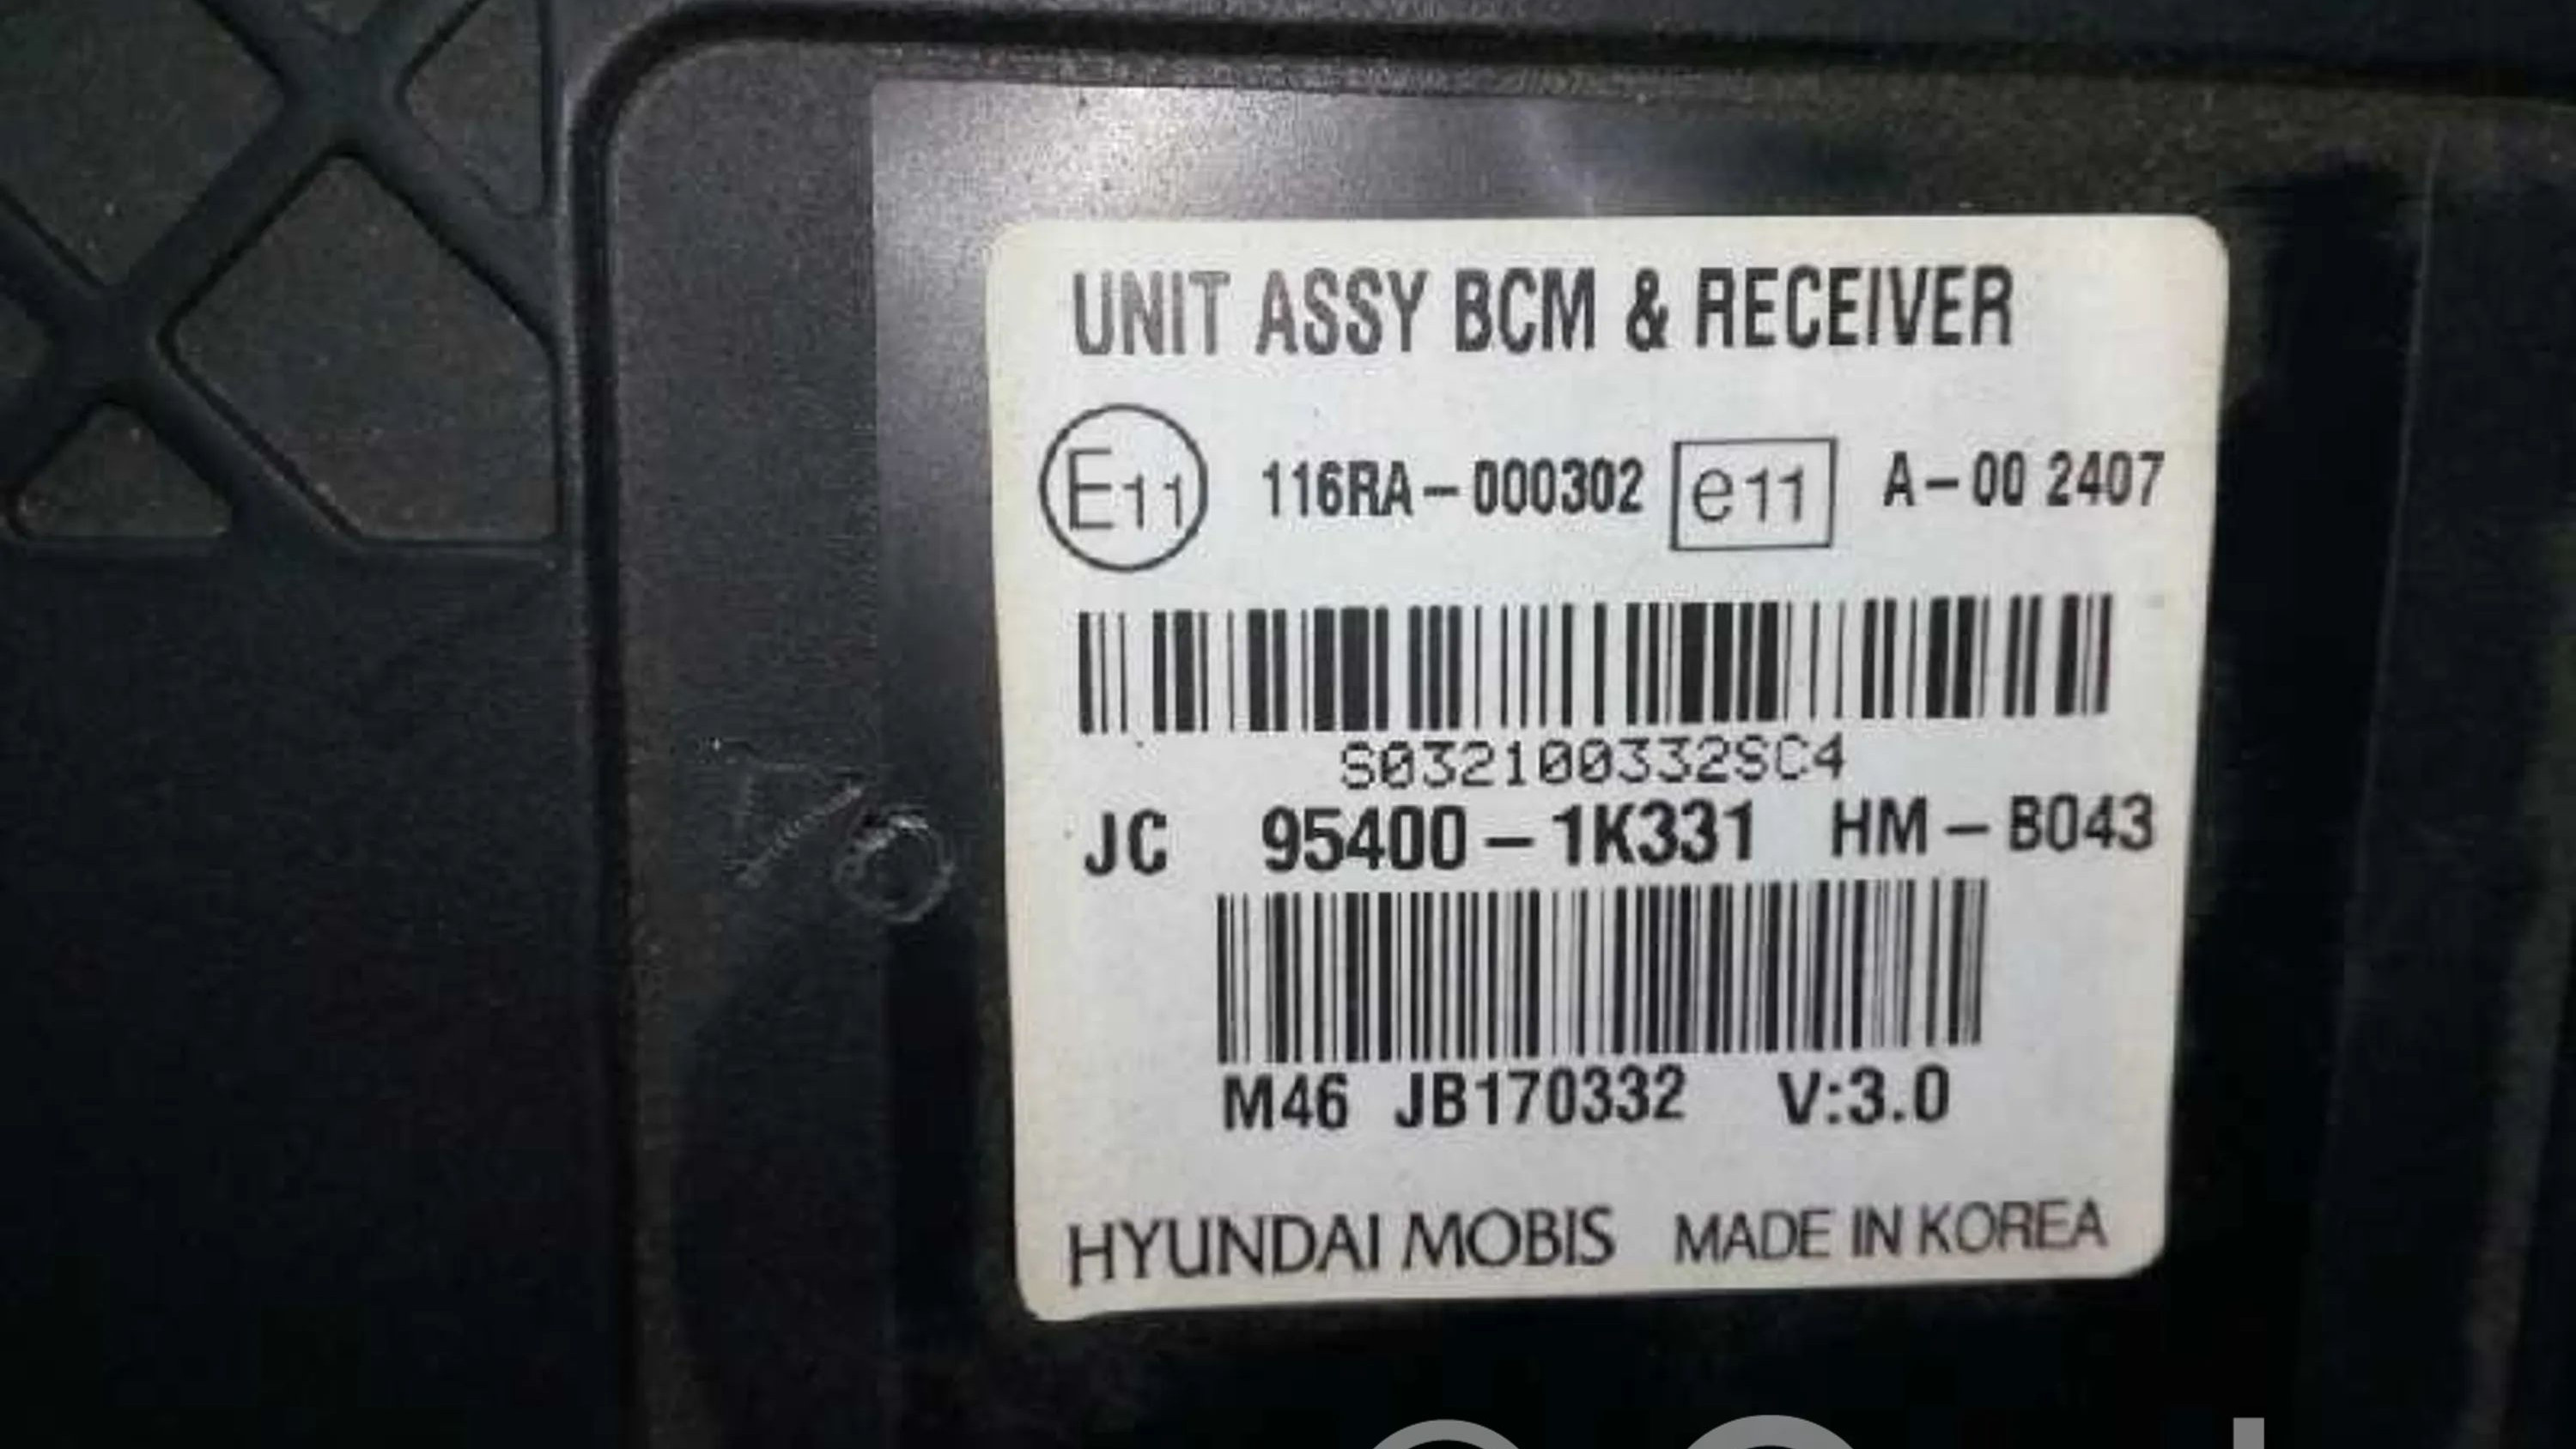 UNIT ASSY BCM & RECEIVER
E11 116RA-000302 e11 A-00 2407
S032100332SC4
JC 95400-1K331 HM-B043
M46 JB170332 V:3.0
HYUNDAI MOBIS MADE IN KOREA